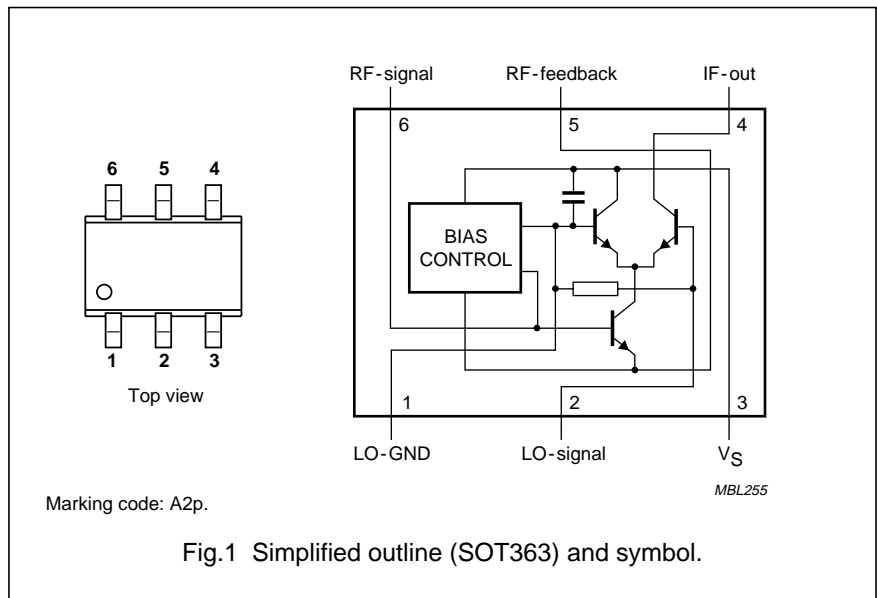 RF-signal RF-feedback IF-out
6 5 4
6 5 4
BIAS
CONTROL
1 2 3
Top view
1 2 3
LO-GND LO-signal VS
MBL255
Marking code: A2p.
Fig.1 Simplified outline (SOT363) and symbol.